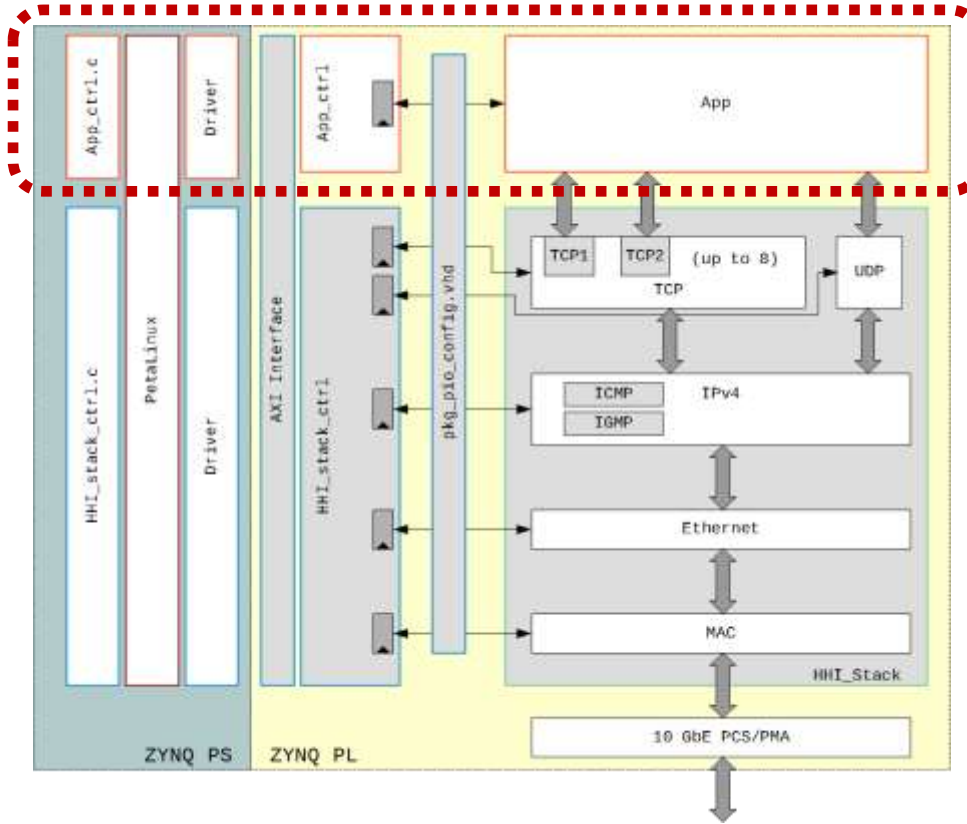 App_ctrl.c
Driver
App_ctrl
App
HHI_stack_ctrl.c
PetaLinux
Driver
AXI Interface
HHI_stack_ctrl
pkg_pio_config.vhd
TCP1
TCP2
(up to 8)
TCP
UDP
ICMP
IPv4
IGMP
Ethernet
MAC
HHI_Stack
10 GbE PCS/PMA
ZYNQ PS
ZYNQ PL